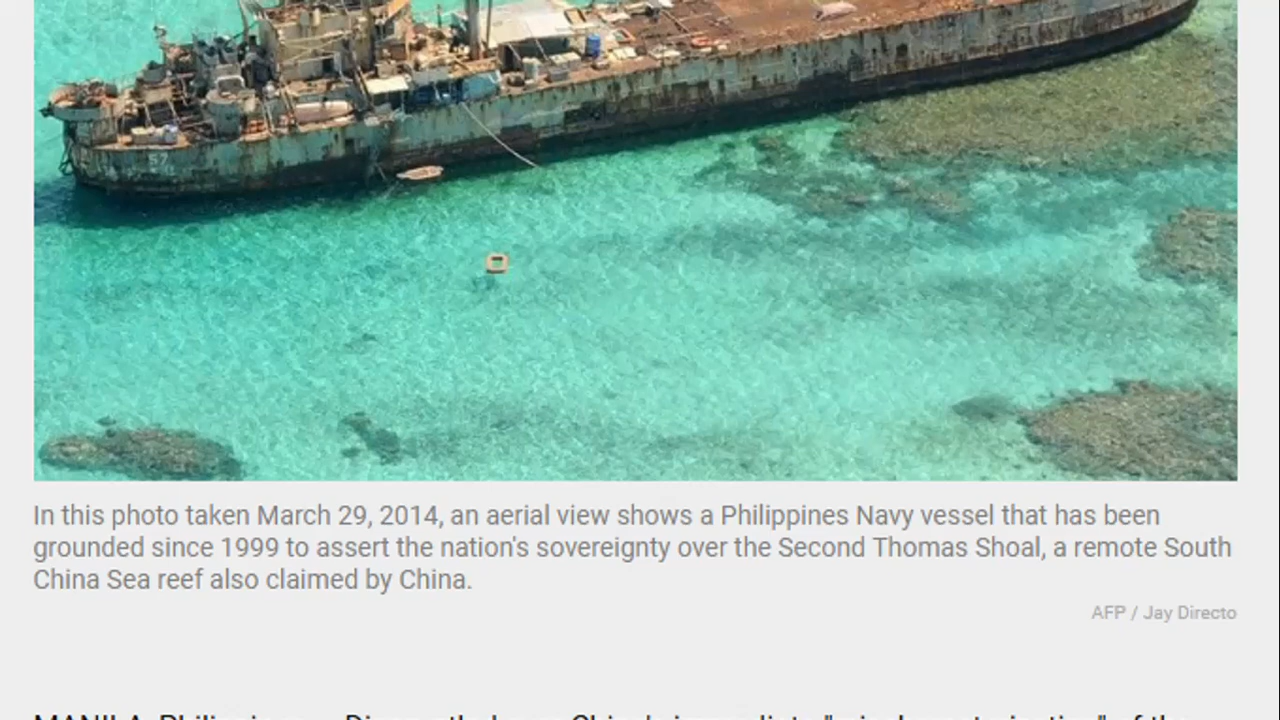 57
In this photo taken March 29, 2014, an aerial view shows a Philippines Navy vessel that has been
grounded since 1999 to assert the nation's sovereignty over the Second Thomas Shoal, a remote South
China Sea reef also claimed by China.
AFP / Jay Directo